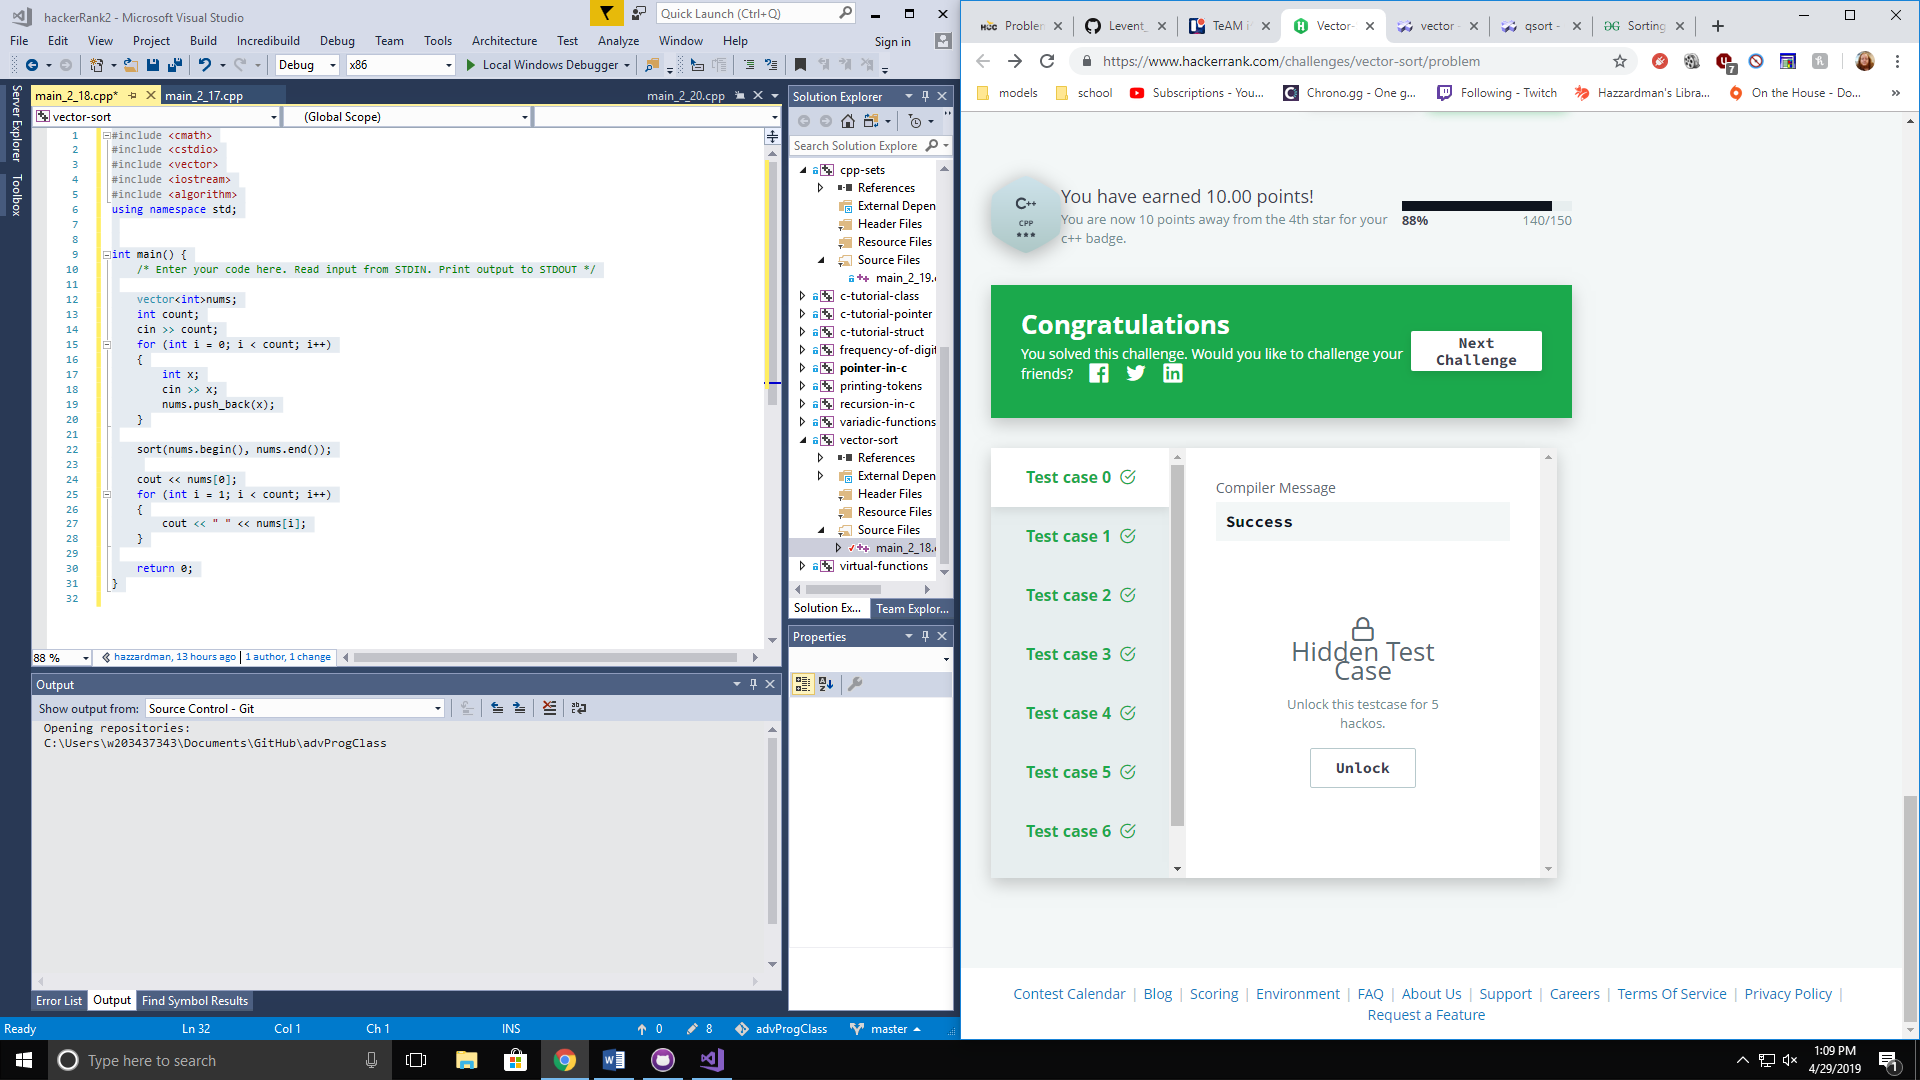 hackerRank2 - Microsoft Visual Studio
Quick Launch (Ctrl+Q)
File Edit View Project Build Incredibuild Debug Team Tools Architecture Test Analyze Window Help Sign in
Debug x86 Local Windows Debugger
Server Explorer
Toolbox
main_2_18.cpp* main_2_17.cpp main_2_20.cpp
vector-sort (Global Scope)
1 #include <cmath>
2 #include <cstdio>
3 #include <vector>
4 #include <iostream>
5 #include <algorithm>
6 using namespace std;
7
8
9 int main() {
10 /* Enter your code here. Read input from STDIN. Print output to STDOUT */
11
12 vector<int>nums;
13 int count;
14 cin >> count;
15 for (int i = 0; i < count; i++)
16 {
17 int x;
18 cin >> x;
19 nums.push_back(x);
20 }
21
22 sort(nums.begin(), nums.end());
23
24 cout << nums[0];
25 for (int i = 1; i < count; i++)
26 {
27 cout << " " << nums[i];
28 }
29
30 return 0;
31 }
32
88 % hazzardman, 13 hours ago | 1 author, 1 change
Output
Show output from: Source Control - Git
Opening repositories:
C:\Users\w203437343\Documents\GitHub\advProgClass
Error List Output Find Symbol Results
Ready Ln 32 Col 1 Ch 1 INS 0 8 advProgClass master
Solution Explorer
Search Solution Explore
cpp-sets
References
External Depen
Header Files
Resource Files
Source Files
main_2_19.
c-tutorial-class
c-tutorial-pointer
c-tutorial-struct
frequency-of-digit
pointer-in-c
printing-tokens
recursion-in-c
variadic-functions
vector-sort
References
External Depen
Header Files
Resource Files
Source Files
main_2_18.
virtual-functions
Solution Ex... Team Explor...
Properties
Problem Levent_ TeAM Vector- vector - qsort - Sorting
https://www.hackerrank.com/challenges/vector-sort/problem
7
models school Subscriptions - You... Chrono.gg - One g... Following - Twitch Hazzardman's Libra... On the House - Do... »
C++
CPP
You have earned 10.00 points!
You are now 10 points away from the 4th star for your
c++ badge.
88% 140/150
Congratulations
You solved this challenge. Would you like to challenge your
friends?
Next
Challenge
Test case 0
Test case 1
Test case 2
Test case 3
Test case 4
Test case 5
Test case 6
Compiler Message
Success
Hidden Test
Case
Unlock this testcase for 5
hackos.
Unlock
Contest Calendar | Blog | Scoring | Environment | FAQ | About Us | Support | Careers | Terms Of Service | Privacy Policy |
Request a Feature
Type here to search
1:09 PM
4/29/2019
1